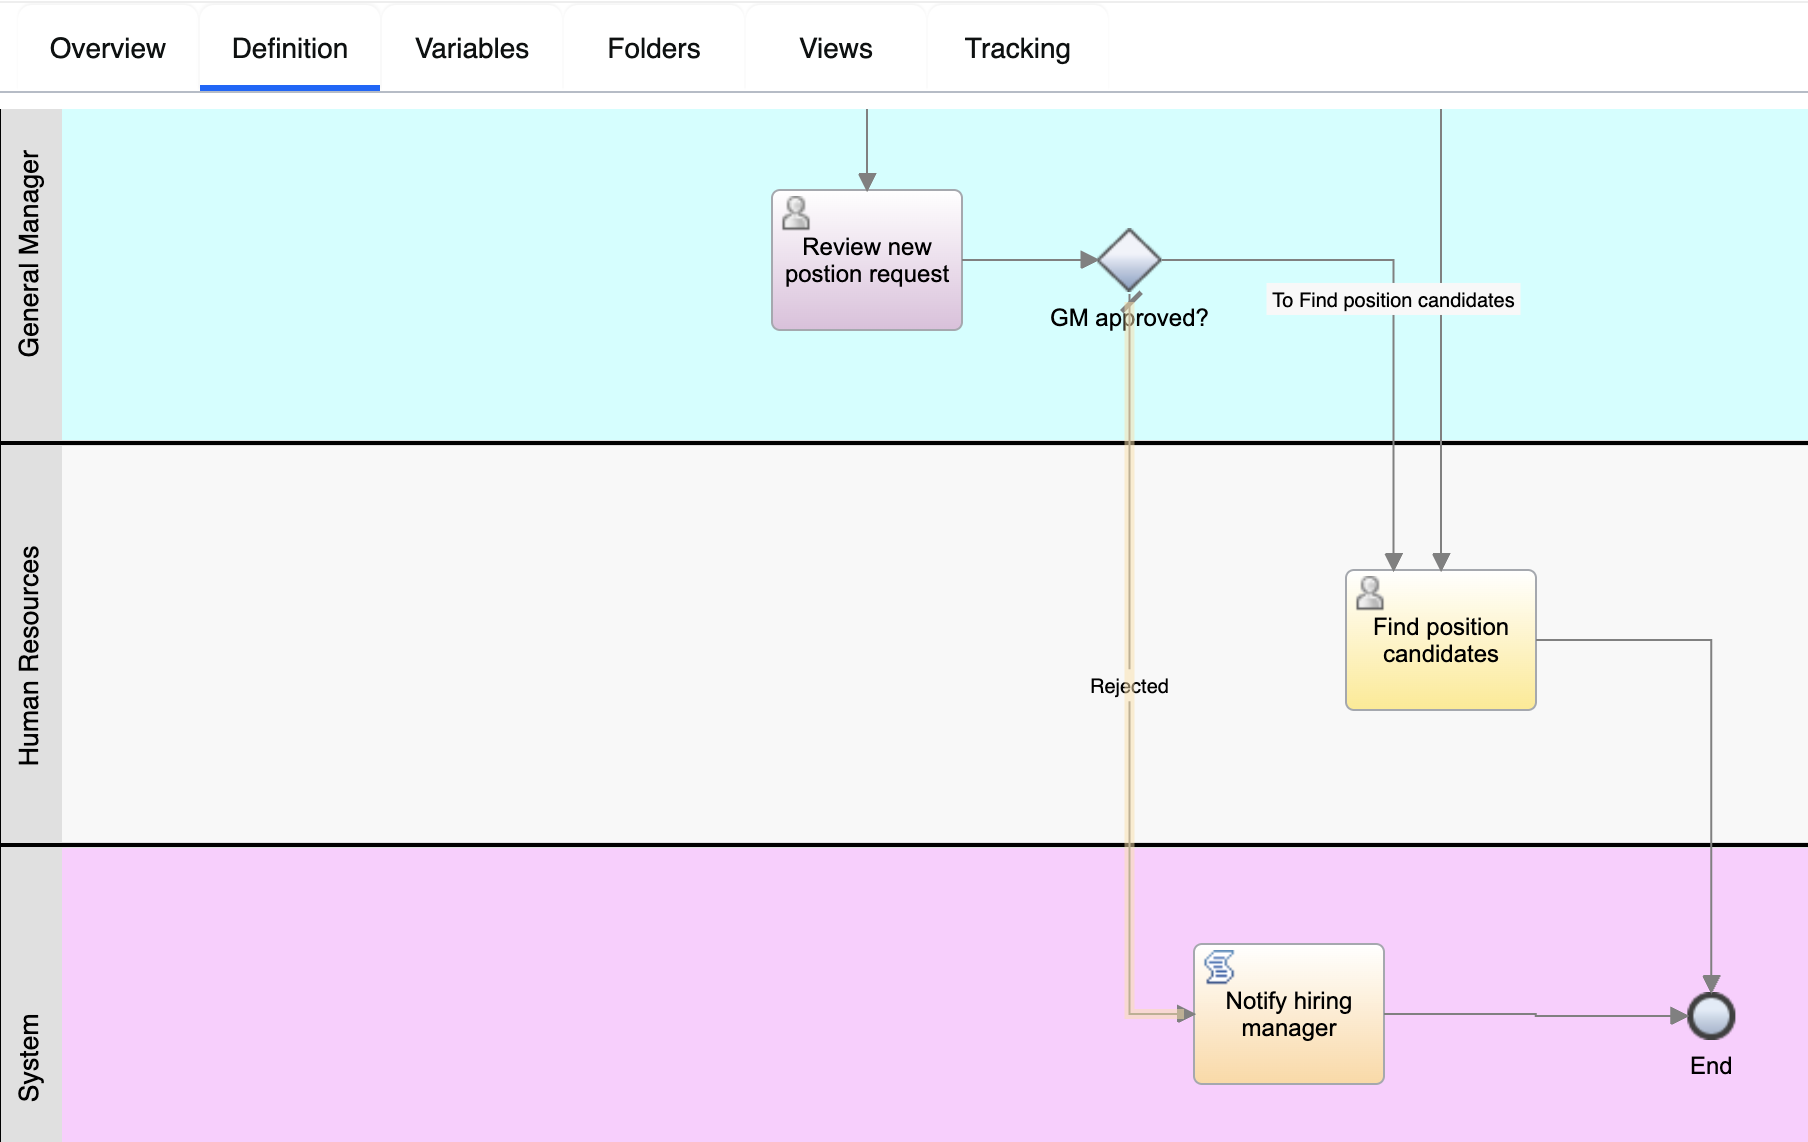 Overview Definition Variables Folders Views Tracking
General Manager
Review new
postion request
GM approved?
To Find position candidates
Human Resources
Find position
candidates
Rejected
System
Notify hiring
manager
End